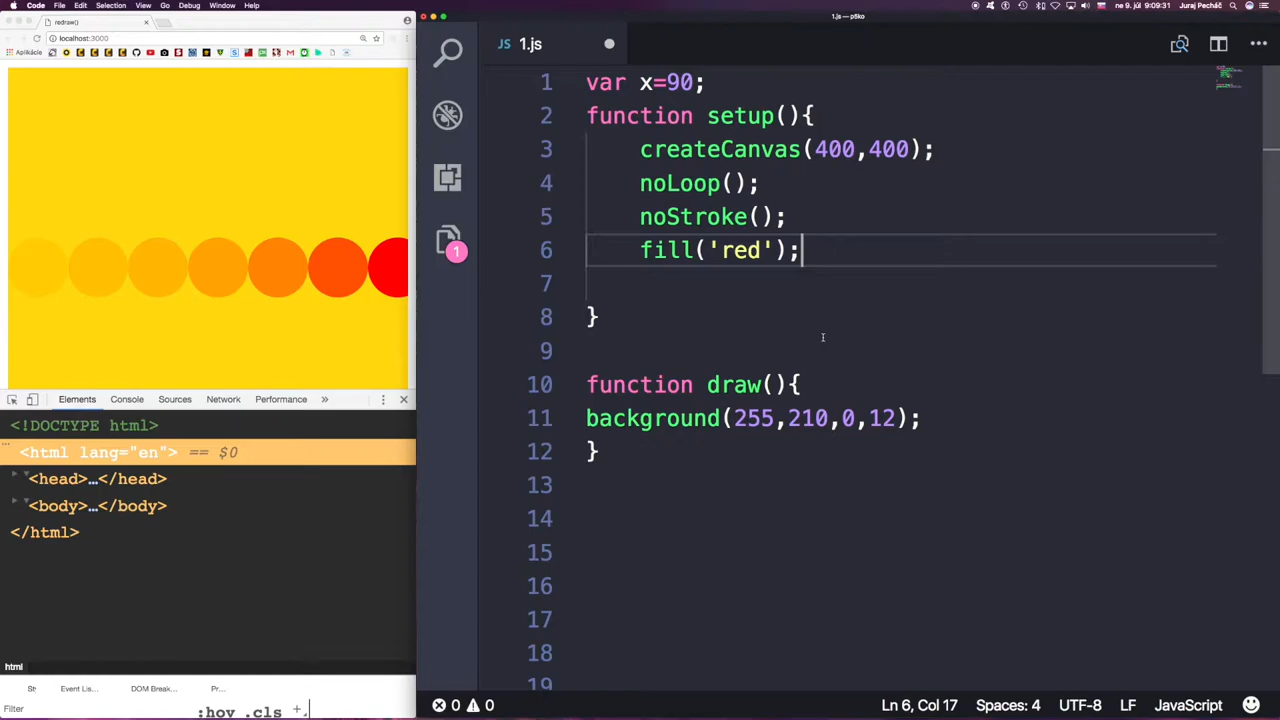 Code File Edit View Go Debug Window Help
redraw()
localhost:3000
Aplikácie
1.js — p5ko
JS 1.js
1 var x=90;
2 function setup(){
3 createCanvas(400,400);
4 noLoop();
5 noStroke();
6 fill('red');
7
8 }
9
10 function draw(){
11 background(255,210,0,12);
12 }
13
14
15
16
17
18
19
1
Elements Console Sources Network Performance »
<!DOCTYPE html>
<html lang="en"> == $0
<head>…</head>
<body>…</body>
</html>
html
Event Lis… DOM Break… Pr…
Filter :hov .cls +
0 0 Ln 6, Col 17 Spaces: 4 UTF-8 LF JavaScript